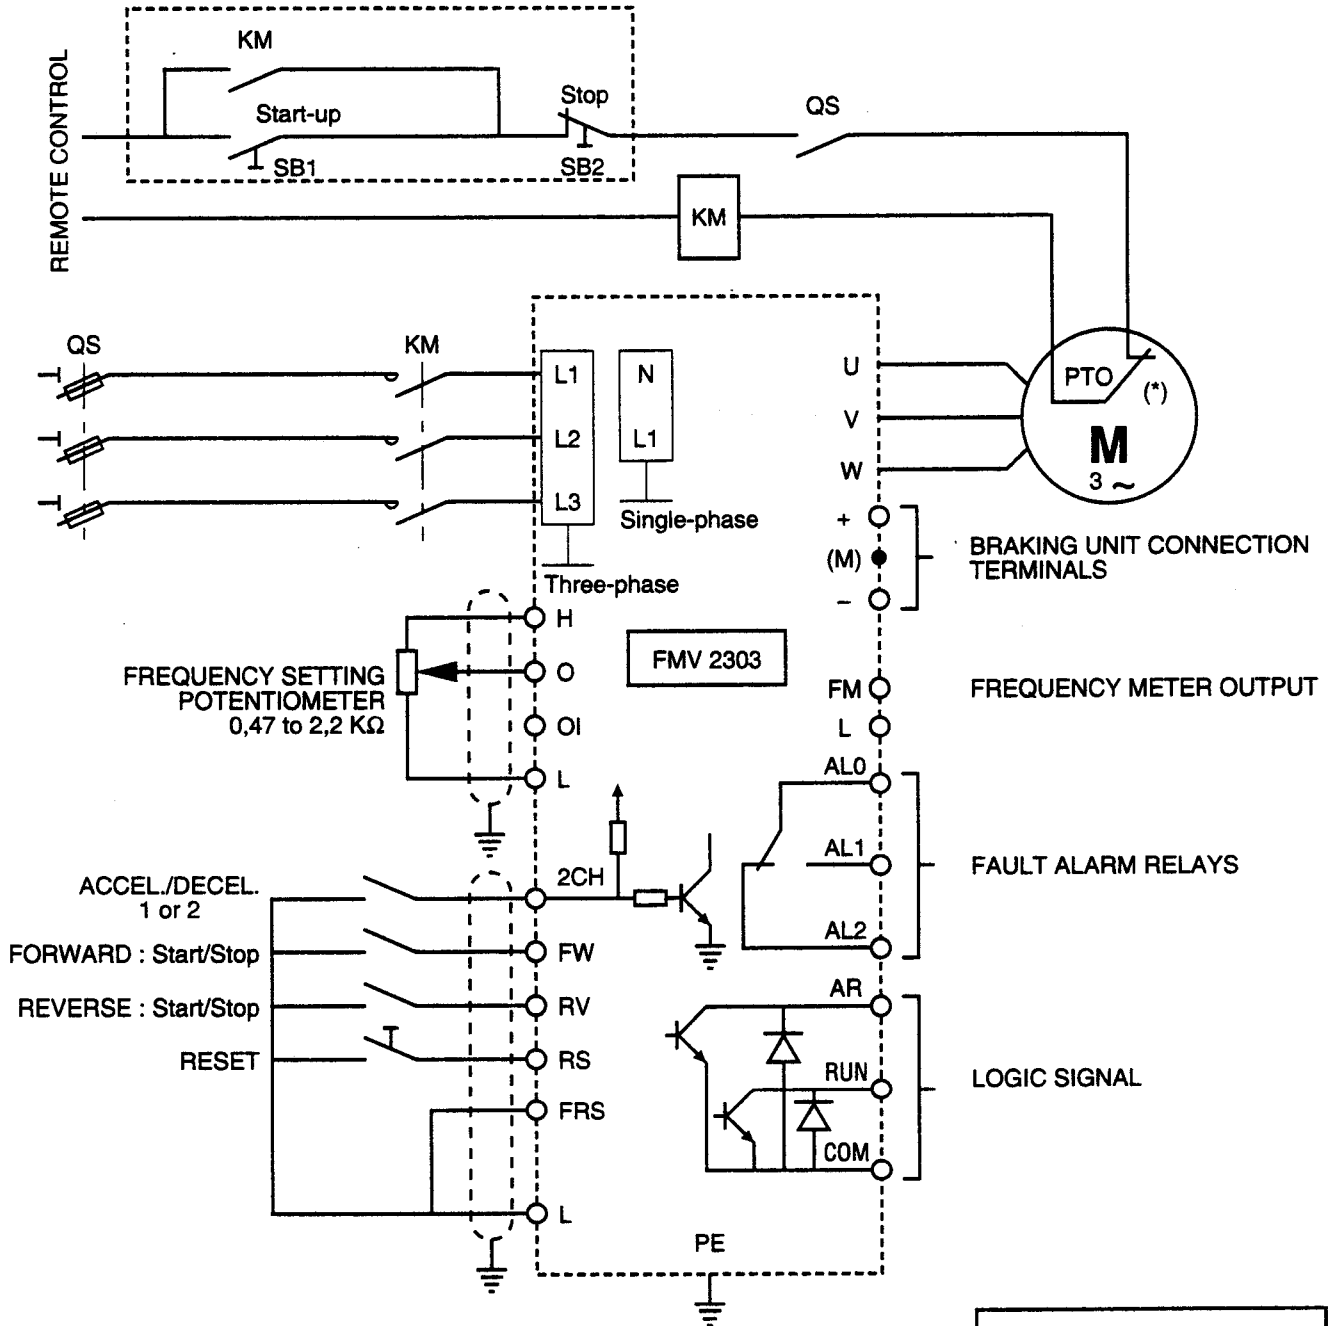 REMOTE CONTROL
KM
Start-up
SB1
Stop
SB2
QS
KM
QS
KM
L1
L2
L3
Three-phase
N
L1
Single-phase
U
V
W
PTO
(*)
M
3 ~
+
(M)
–
BRAKING UNIT CONNECTION
TERMINALS
FREQUENCY SETTING
POTENTIOMETER
0,47 to 2,2 KΩ
H
O
OI
L
FMV 2303
FM
L
FREQUENCY METER OUTPUT
AL0
AL1
AL2
FAULT ALARM RELAYS
ACCEL./DECEL.
1 or 2
FORWARD : Start/Stop
REVERSE : Start/Stop
RESET
2CH
FW
RV
RS
FRS
L
AR
RUN
COM
LOGIC SIGNAL
PE